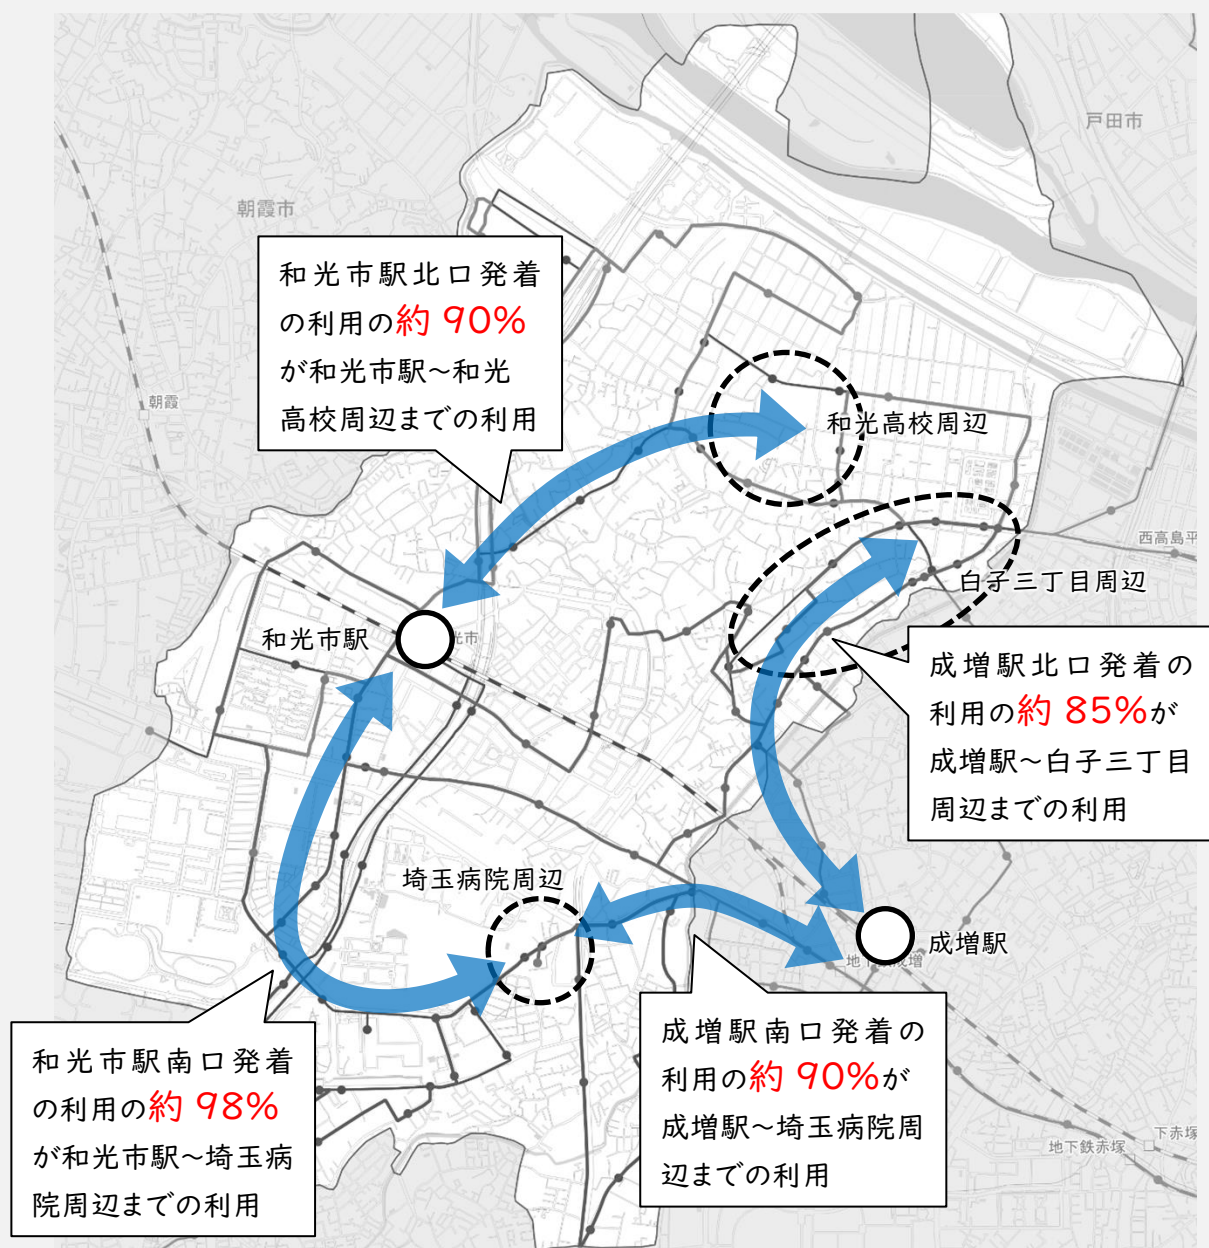 戸田市
朝霞市
和光市駅北口発着
の利用の約 90%
が和光市駅~和光
高校周辺までの利用
朝霞
和光高校周辺
西高島平
白子三丁目周辺
和光市駅
光市
成増駅北口発着の
利用の約 85%が
成増駅~白子三丁目
周辺までの利用
埼玉病院周辺
成増駅
地下鉄成増
和光市駅南口発着
の利用の約 98%
が和光市駅~埼玉病
院周辺までの利用
成増駅南口発着の
利用の約 90%が
成増駅~埼玉病院周
辺までの利用
下赤塚
地下鉄赤塚